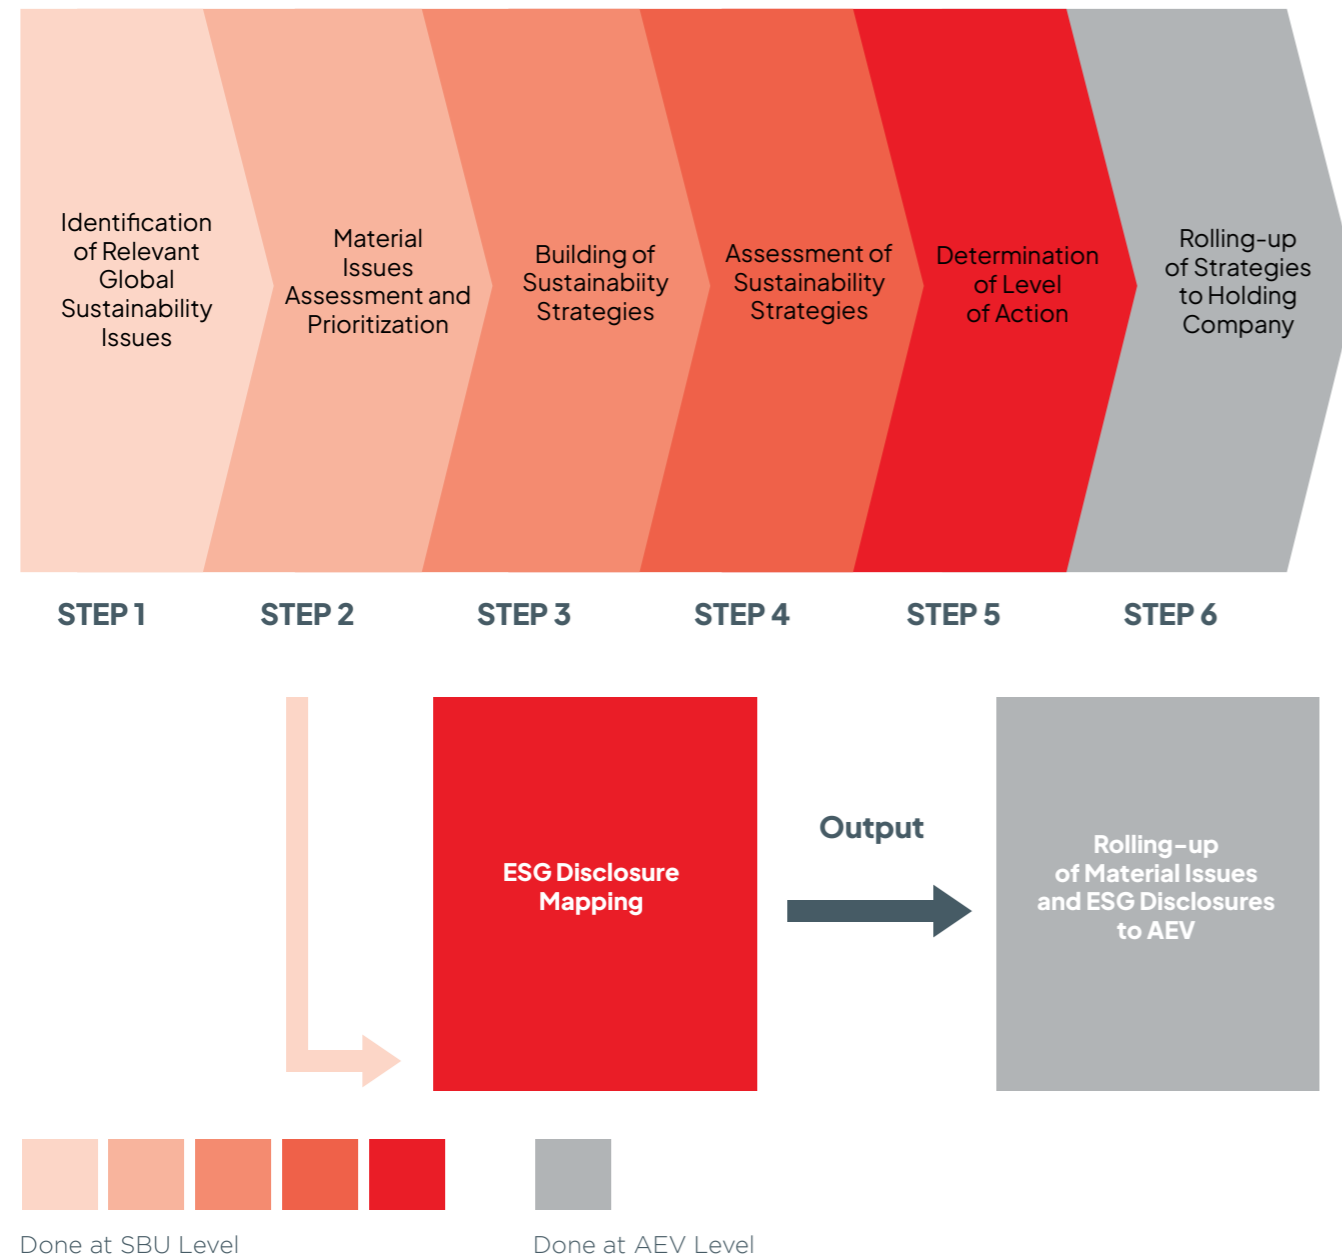 Identification
of Relevant
Global
Sustainability
Issues
Material
Issues
Assessment and
Prioritization
Building of
Sustainabiity
Strategies
Assessment of
Sustainability
Strategies
Determination
of Level
of Action
Rolling-up
of Strategies
to Holding
Company
STEP 1
STEP 2
STEP 3
STEP 4
STEP 5
STEP 6
ESG Disclosure
Mapping
Output
Rolling-up
of Material Issues
and ESG Disclosures
to AEV
Done at SBU Level
Done at AEV Level